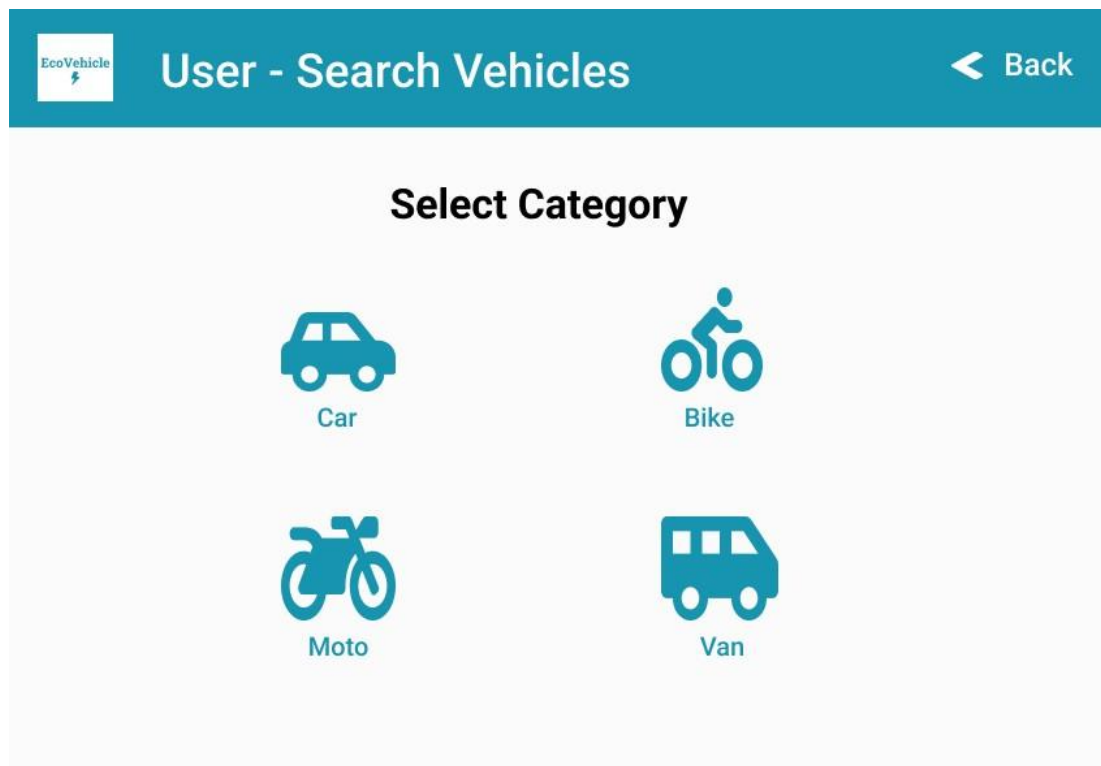 EcoVehicle
User - Search Vehicles
Back
Select Category
Car
Bike
Moto
Van